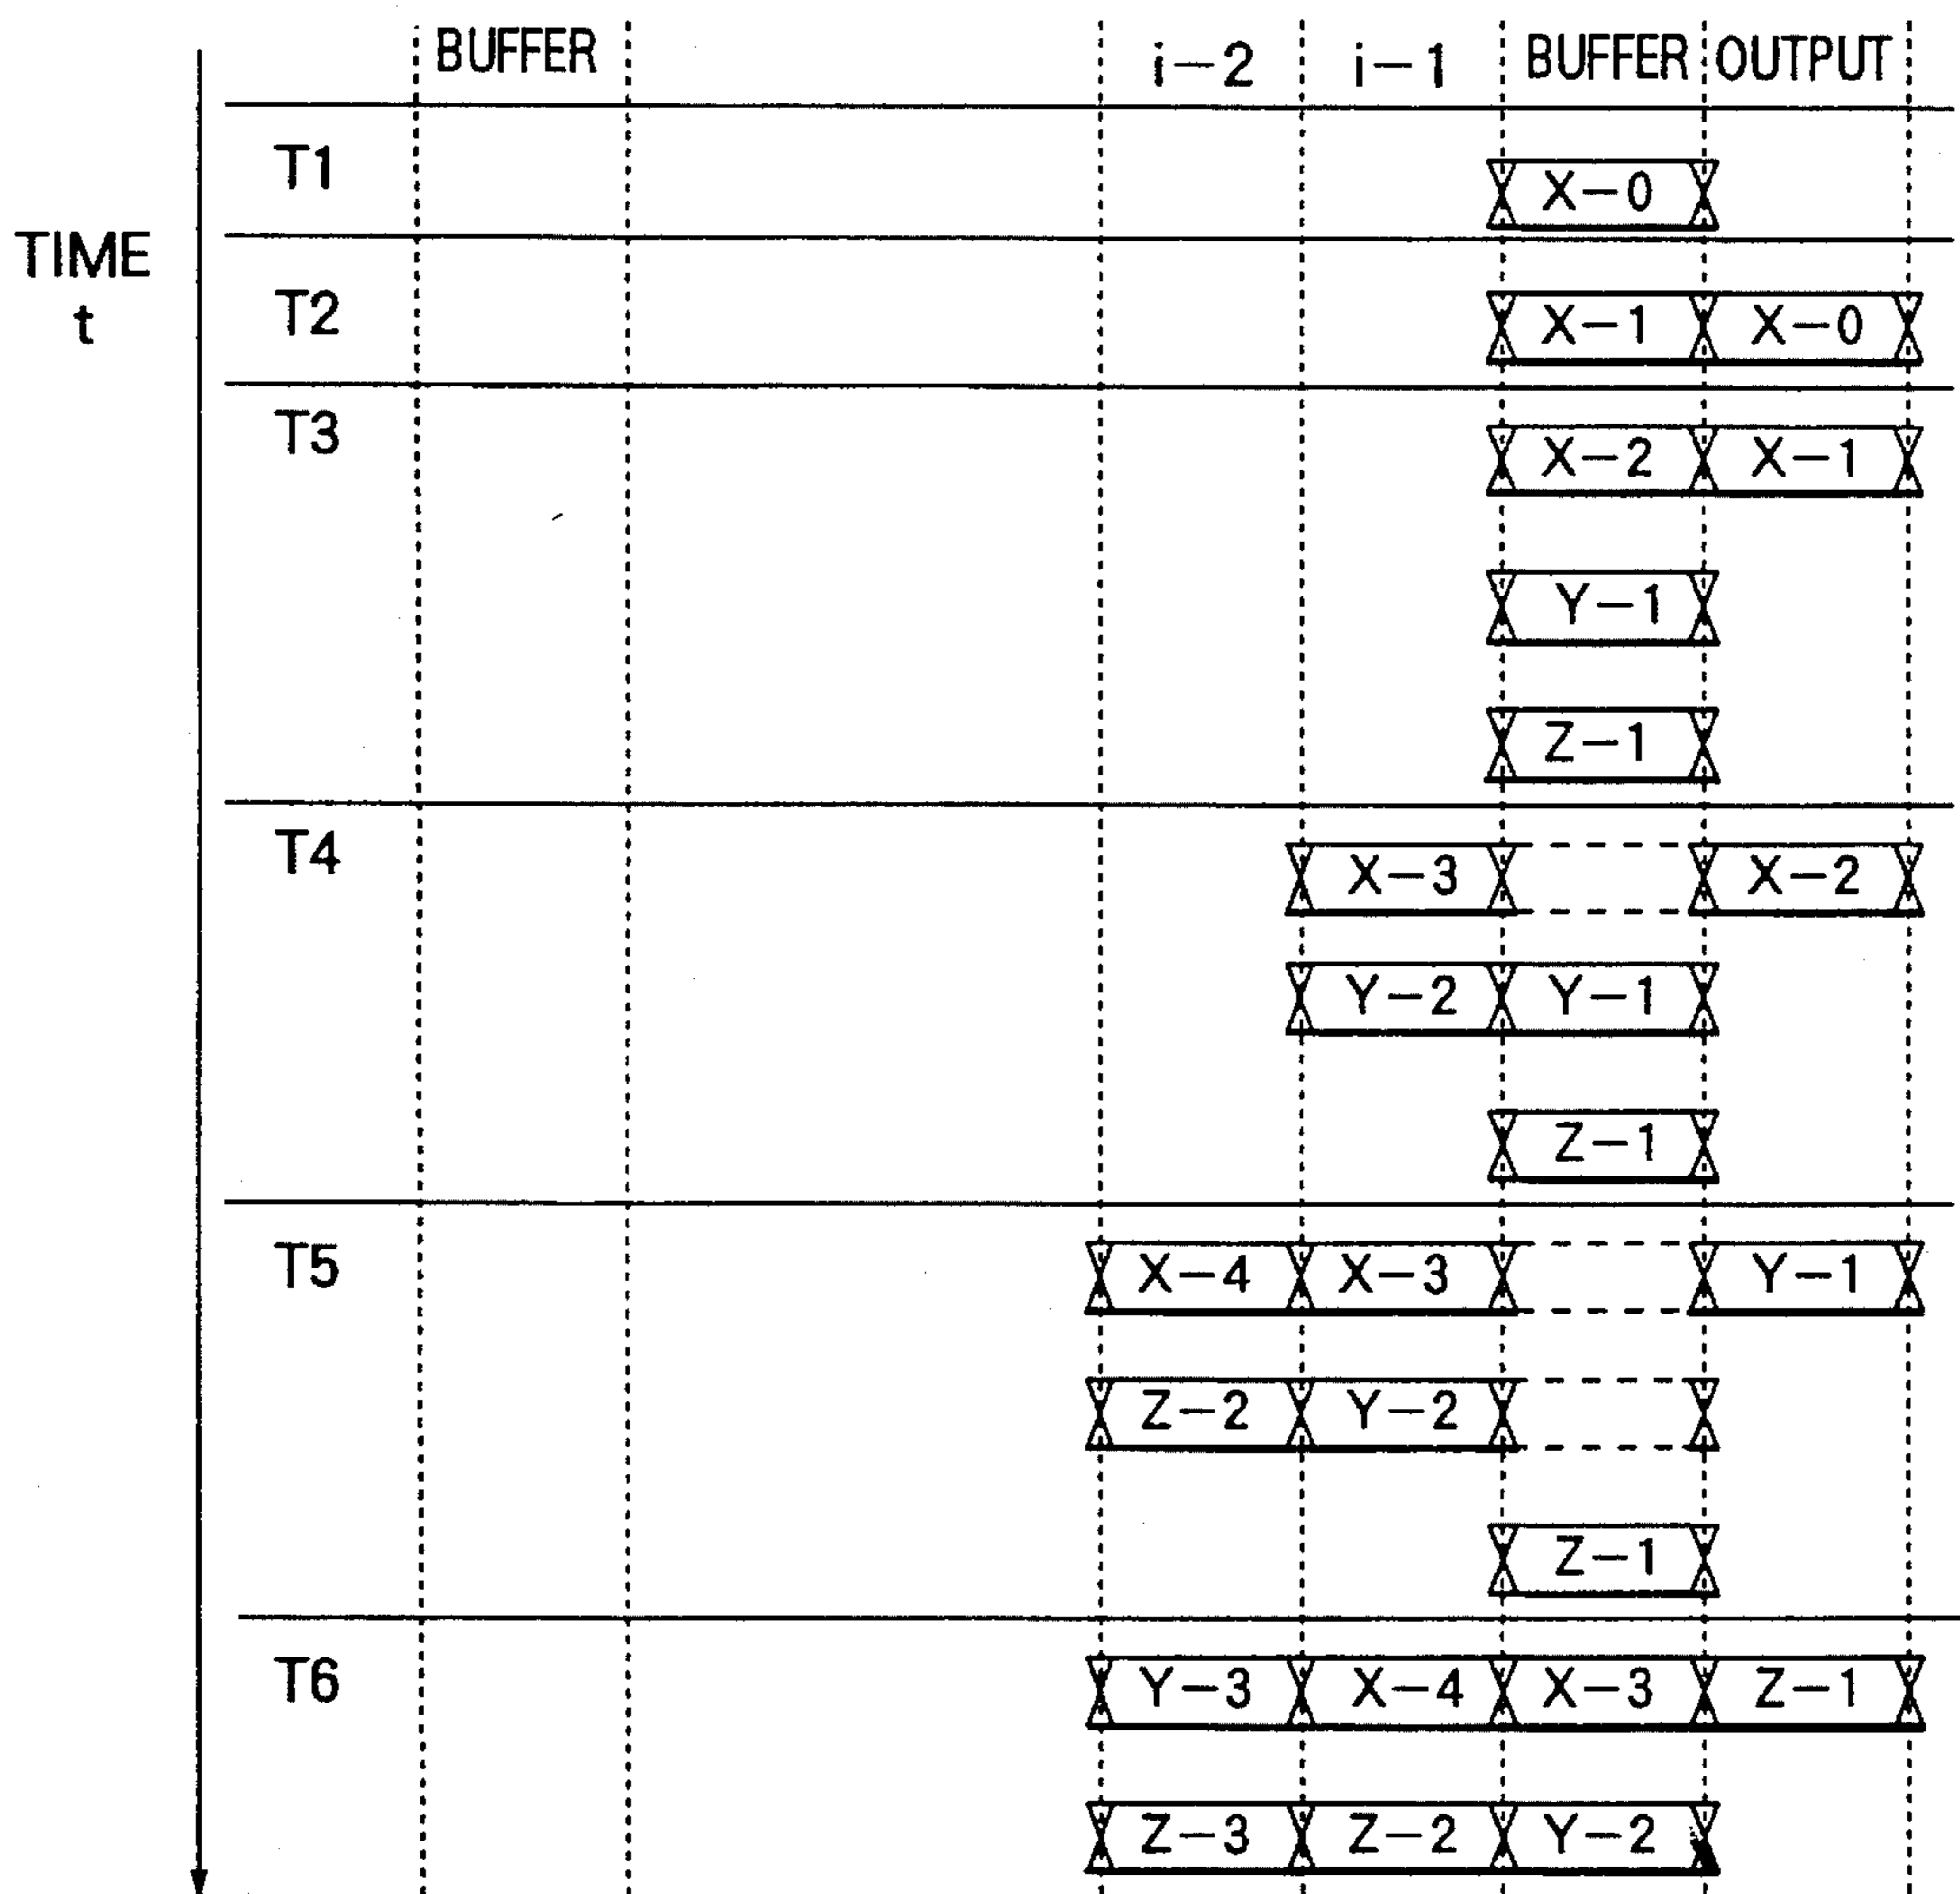 BUFFER i-2 i-1 BUFFER OUTPUT
T1 X-0
TIME
t
T2 X-1 X-0
T3 X-2 X-1
Y-1
Z-1
T4 X-3 X-2
Y-2 Y-1
Z-1
T5 X-4 X-3 Y-1
Z-2 Y-2
Z-1
T6 Y-3 X-4 X-3 Z-1
Z-3 Z-2 Y-2